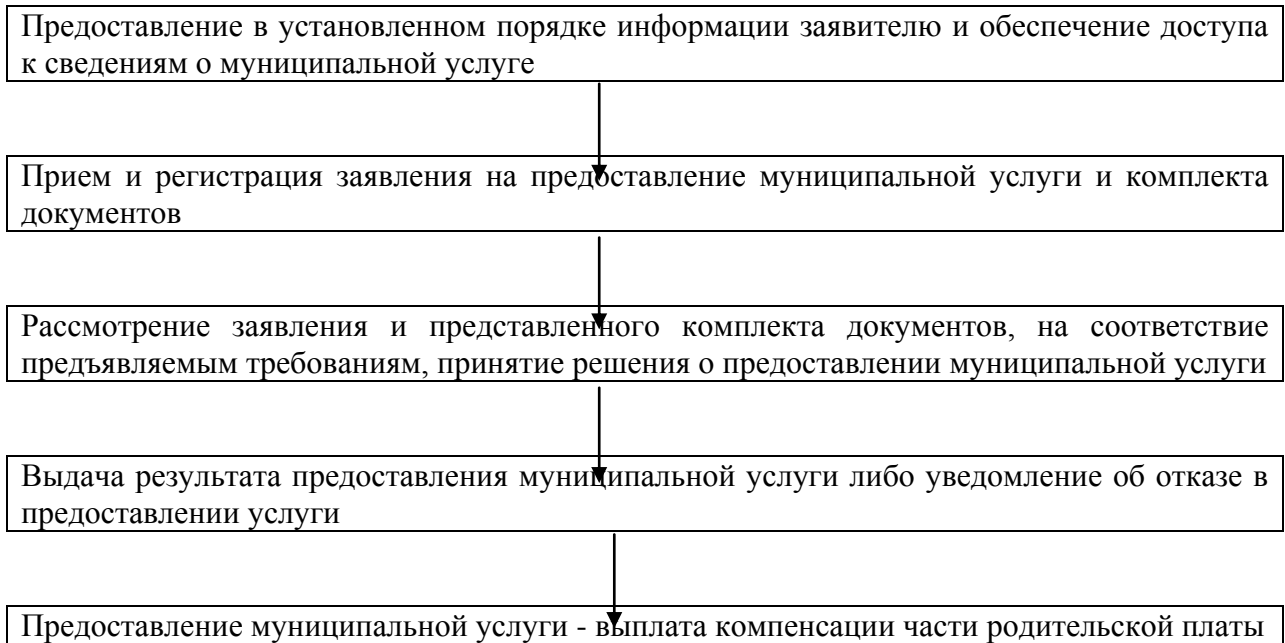 Предоставление в установленном порядке информации заявителю и обеспечение доступа
к сведениям о муниципальной услуге
Прием и регистрация заявления на предоставление муниципальной услуги и комплекта
документов
Рассмотрение заявления и представленного комплекта документов, на соответствие
предъявляемым требованиям, принятие решения о предоставлении муниципальной услуги
Выдача результата предоставления муниципальной услуги либо уведомление об отказе в
предоставлении услуги
Предоставление муниципальной услуги - выплата компенсации части родительской платы